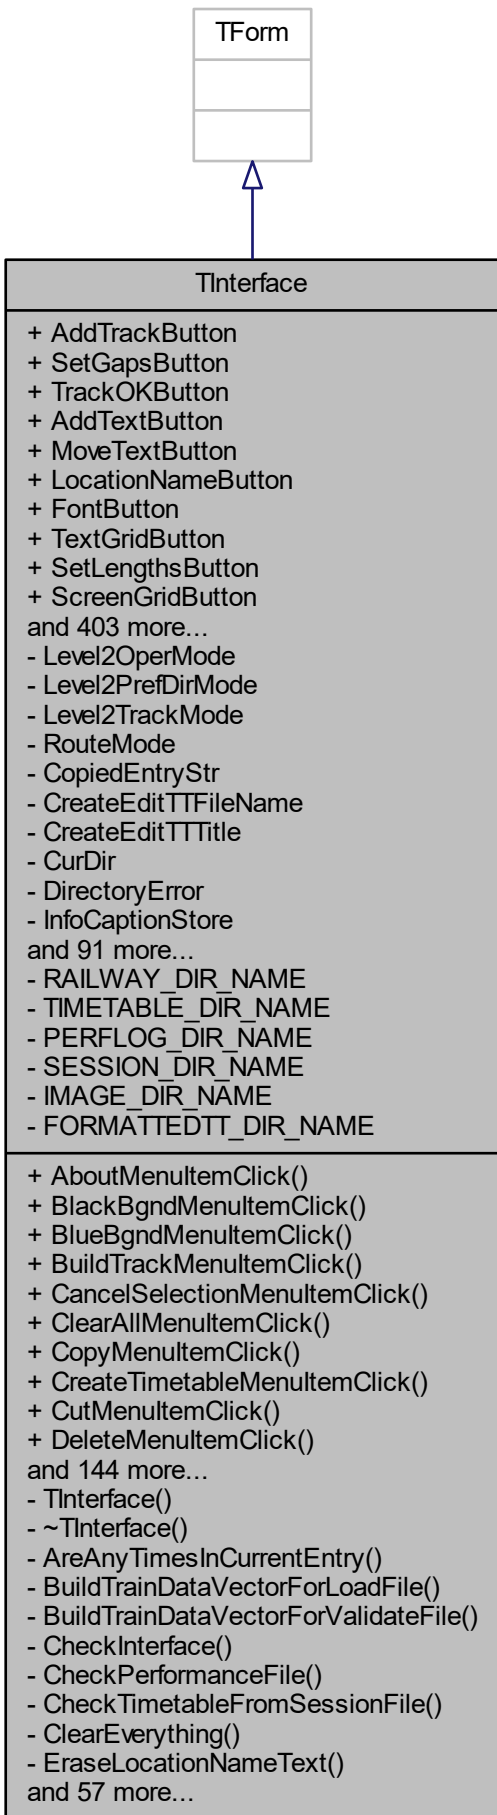 TForm
TInterface
+ AddTrackButton
+ SetGapsButton
+ TrackOKButton
+ AddTextButton
+ MoveTextButton
+ LocationNameButton
+ FontButton
+ TextGridButton
+ SetLengthsButton
+ ScreenGridButton
and 403 more...
- Level2OperMode
- Level2PrefDirMode
- Level2TrackMode
- RouteMode
- CopiedEntryStr
- CreateEditTTFileName
- CreateEditTTTitle
- CurDir
- DirectoryError
- InfoCaptionStore
and 91 more...
- RAILWAY_DIR_NAME
- TIMETABLE_DIR_NAME
- PERFLOG_DIR_NAME
- SESSION_DIR_NAME
- IMAGE_DIR_NAME
- FORMATTEDTT_DIR_NAME
+ AboutMenuItemClick()
+ BlackBgndMenuItemClick()
+ BlueBgndMenuItemClick()
+ BuildTrackMenuItemClick()
+ CancelSelectionMenuItemClick()
+ ClearAllMenuItemClick()
+ CopyMenuItemClick()
+ CreateTimetableMenuItemClick()
+ CutMenuItemClick()
+ DeleteMenuItemClick()
and 144 more...
- TInterface()
- ~TInterface()
- AreAnyTimesInCurrentEntry()
- BuildTrainDataVectorForLoadFile()
- BuildTrainDataVectorForValidateFile()
- CheckInterface()
- CheckPerformanceFile()
- CheckTimetableFromSessionFile()
- ClearEverything()
- EraseLocationNameText()
and 57 more...